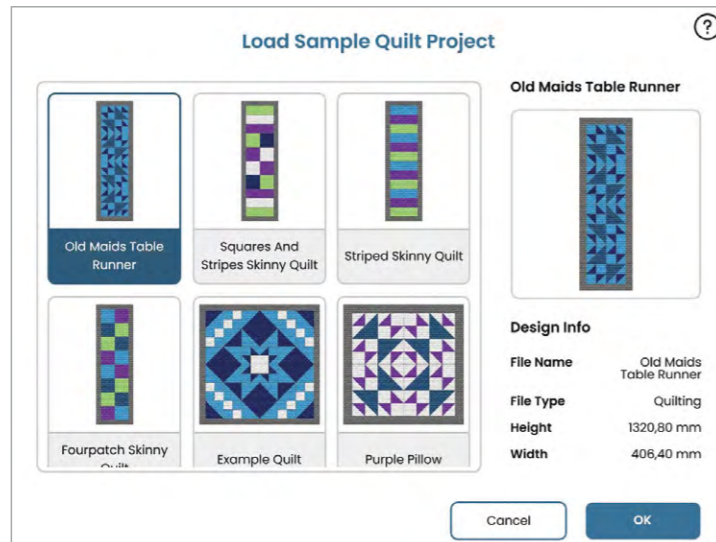 ?
Load Sample Quilt Project
Old Maids Table
Runner
Squares And
Stripes Skinny Quilt
Striped Skinny Quilt
Fourpatch Skinny
Quilt
Example Quilt
Purple Pillow
Old Maids Table Runner
Design Info
File Name Old Maids
Table Runner
File Type Quilting
Height 1320,80 mm
Width 406,40 mm
Cancel
OK